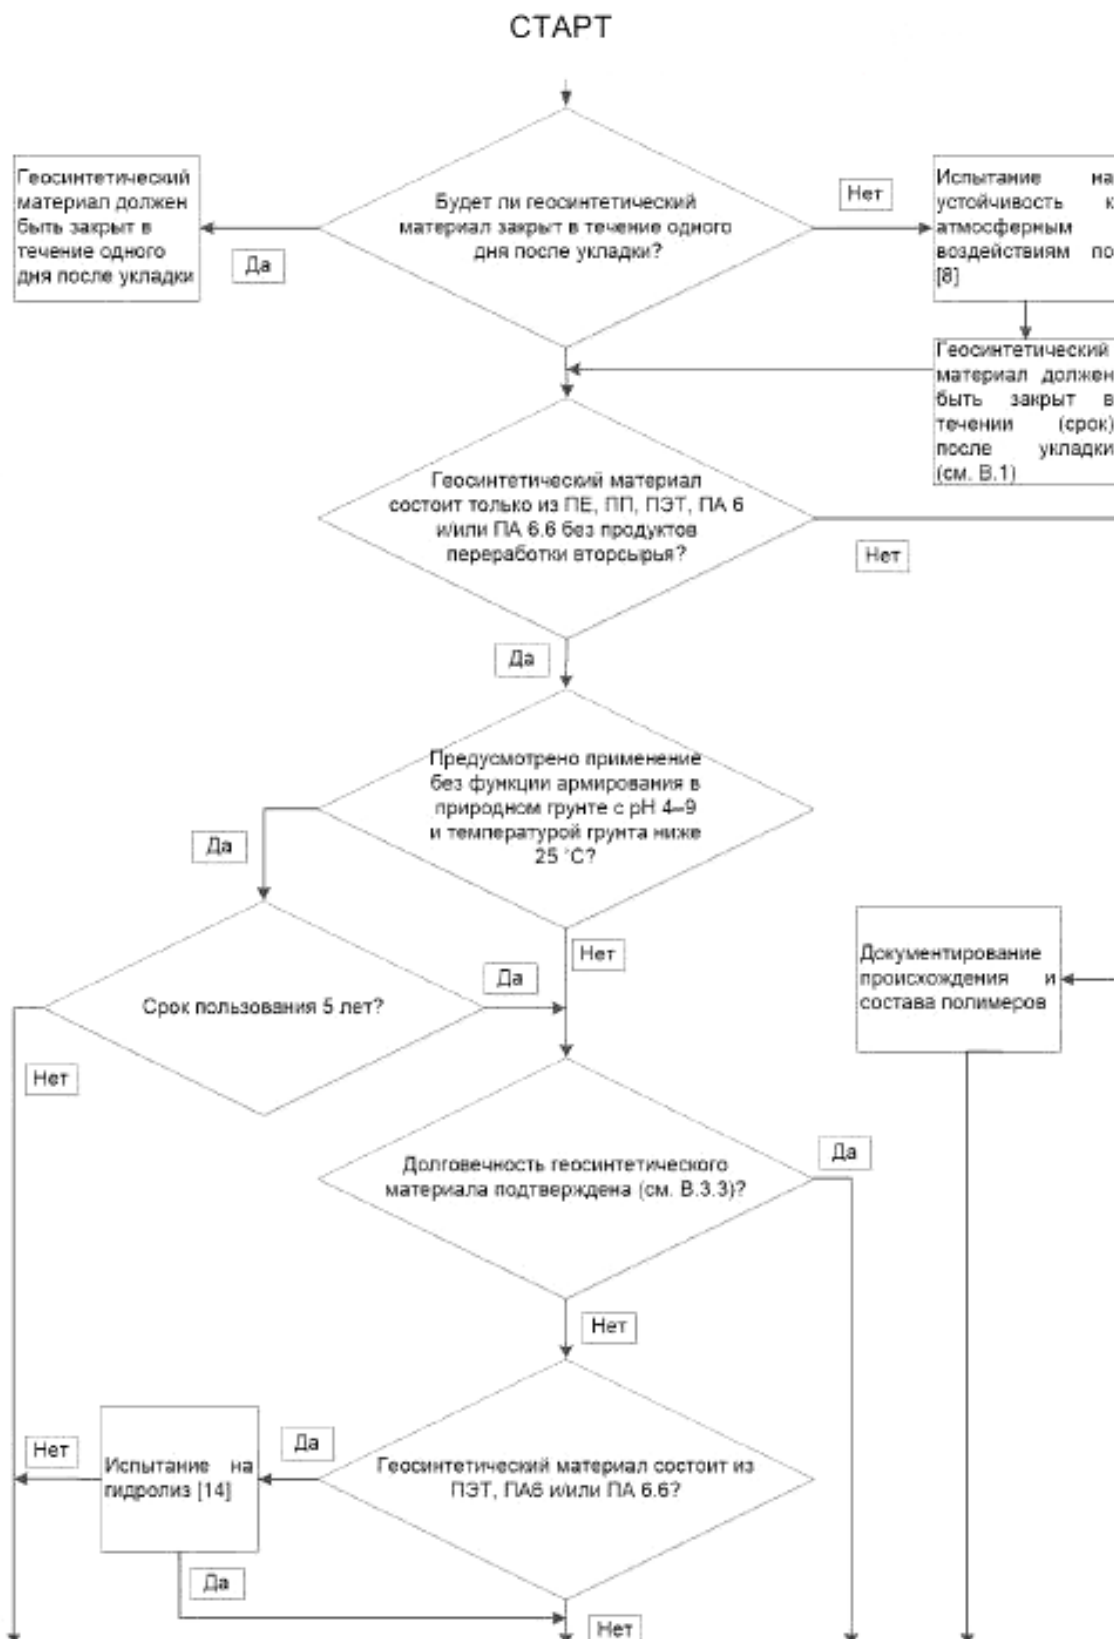 СТАРТ
Геосинтетический
материал должен
быть закрыт в
течение одного
дня после укладки
Да
Будет ли геосинтетический
материал закрыт в течение одного
дня после укладки?
Нет
Испытание на
устойчивость к
атмосферным
воздействиям по
[8]
Геосинтетический
материал должен
быть закрыт в
течении (срок)
после укладки
(см. В.1)
Геосинтетический материал
состоит только из ПЕ, ПП, ПЭТ, ПА 6
и/или ПА 6.6 без продуктов
переработки вторсырья?
Нет
Да
Предусмотрено применение
без функции армирования в
природном грунте с pH 4–9
и температурой грунта ниже
25 °С?
Да
Нет
Срок пользования 5 лет?
Да
Нет
Документирование
происхождения и
состава полимеров
Долговечность геосинтетического
материала подтверждена (см. В.3.3)?
Да
Нет
Геосинтетический материал состоит из
ПЭТ, ПА6 и/или ПА 6.6?
Да
Испытание на
гидролиз [14]
Нет
Да
Нет